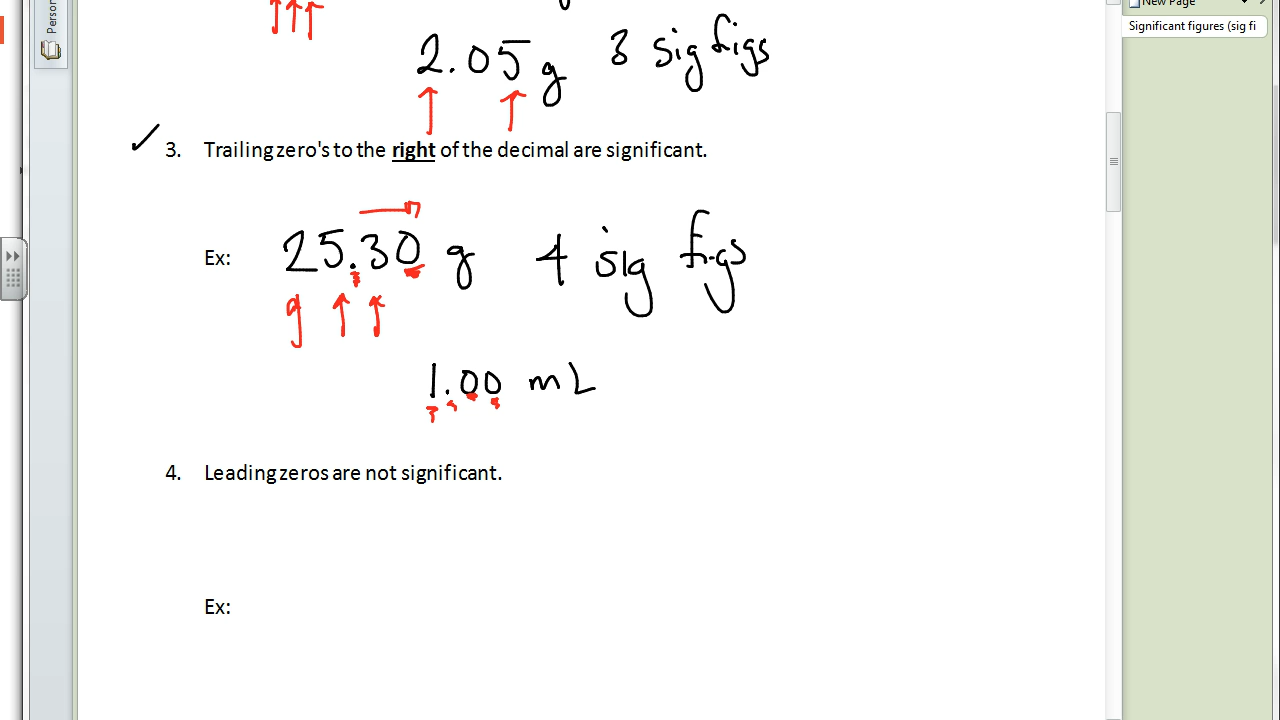 New Page
Person
Significant figures (sig fi
2.05 g 3 sig figs
3. Trailing zero's to the right of the decimal are significant.
Ex: 25.30 g 4 sig figs
1.00 mL
4. Leading zeros are not significant.
Ex: